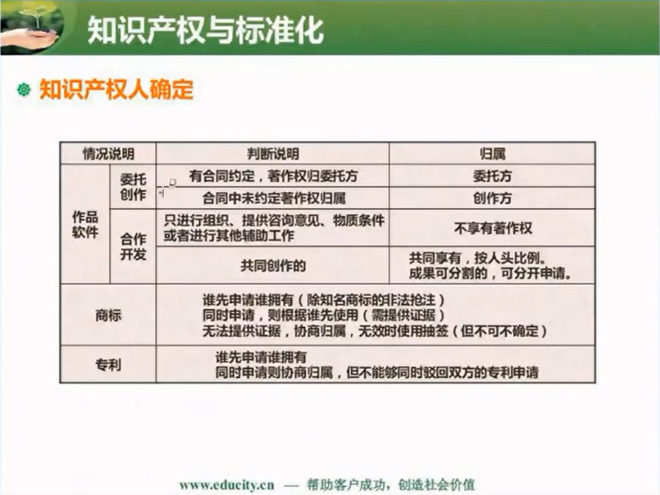 知识产权与标准化
知识产权人确定
情况说明 判断说明 归属
作品
软件
委托
创作
有合同约定，著作权归委托方 委托方
合同中未约定著作权归属 创作方
合作
开发
只进行组织、提供咨询意见、物质条件
或者进行其他辅助工作
不享有著作权
共同创作的
共同享有，按人头比例。
成果可分割的，可分开申请。
商标
谁先申请谁拥有（除知名商标的非法抢注）
同时申请，则根据谁先使用（需提供证据）
无法提供证据，协商归属，无效时使用抽签（但不可不确定）
专利
谁先申请谁拥有
同时申请则协商归属，但不能够同时驳回双方的专利申请
www.educity.cn — 帮助客户成功，创造社会价值